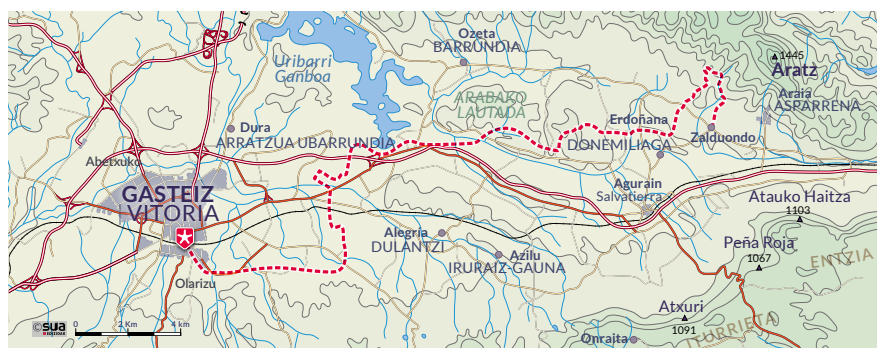 Ozeta
BARRUNDIA
Uribarri
Ganboa
1445
Aratz
ARABAKO
LAUTADA
Araia
ASPARRENA
Erdoñana
Dura
ARRATZUA UBARRUNDIA
Zalduondo
DONEMILIAGA
Abetxuko
Agurain
Salvatierra
GASTEIZ
VITORIA
Atauko Haitza
1103
Alegria
DULANTZI
Peña Roja
1067
Azilu
IRURAIZ-GAUNA
ENTZIA
Olarizu
Atxuri
1091
ITURRIETA
Onraita
©sua
0 2 Km 4 km